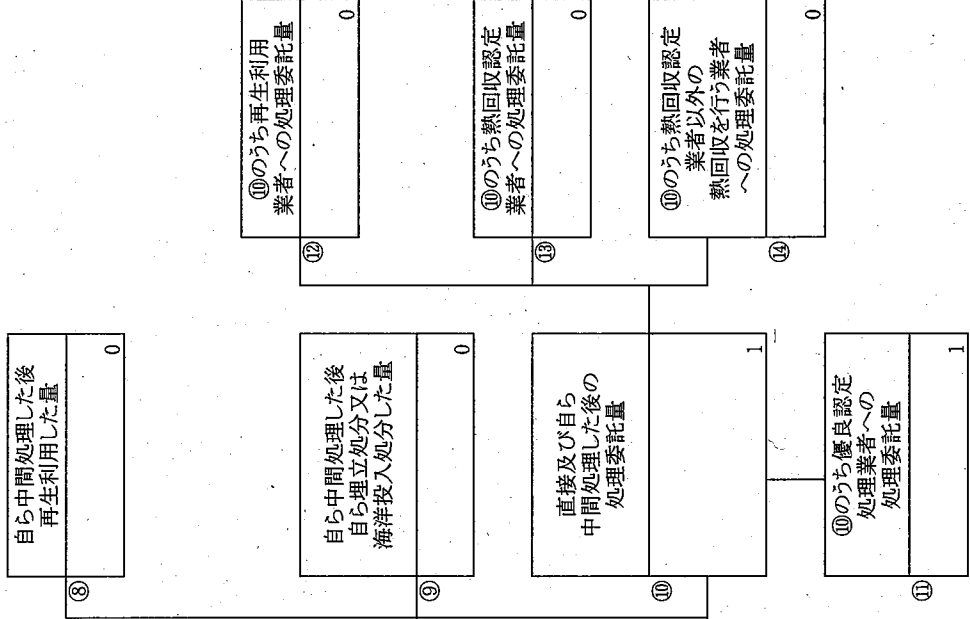 ⑧
自ら中間処理した後
再生利用した量
0
⑨
自ら中間処理した後
自ら埋立処分又は
海洋投入処分した量
0
⑩
直接及び自ら
中間処理した後の
処理委託量
1
⑪
⑩のうち優良認定
処理業者への
処理委託量
1
⑫
⑩のうち再生利用
業者への処理委託量
0
⑬
⑩のうち熱回収認定
業者への処理委託量
0
⑭
⑩のうち熱回収認定
業者以外の
熱回収を行う業者
への処理委託量
0